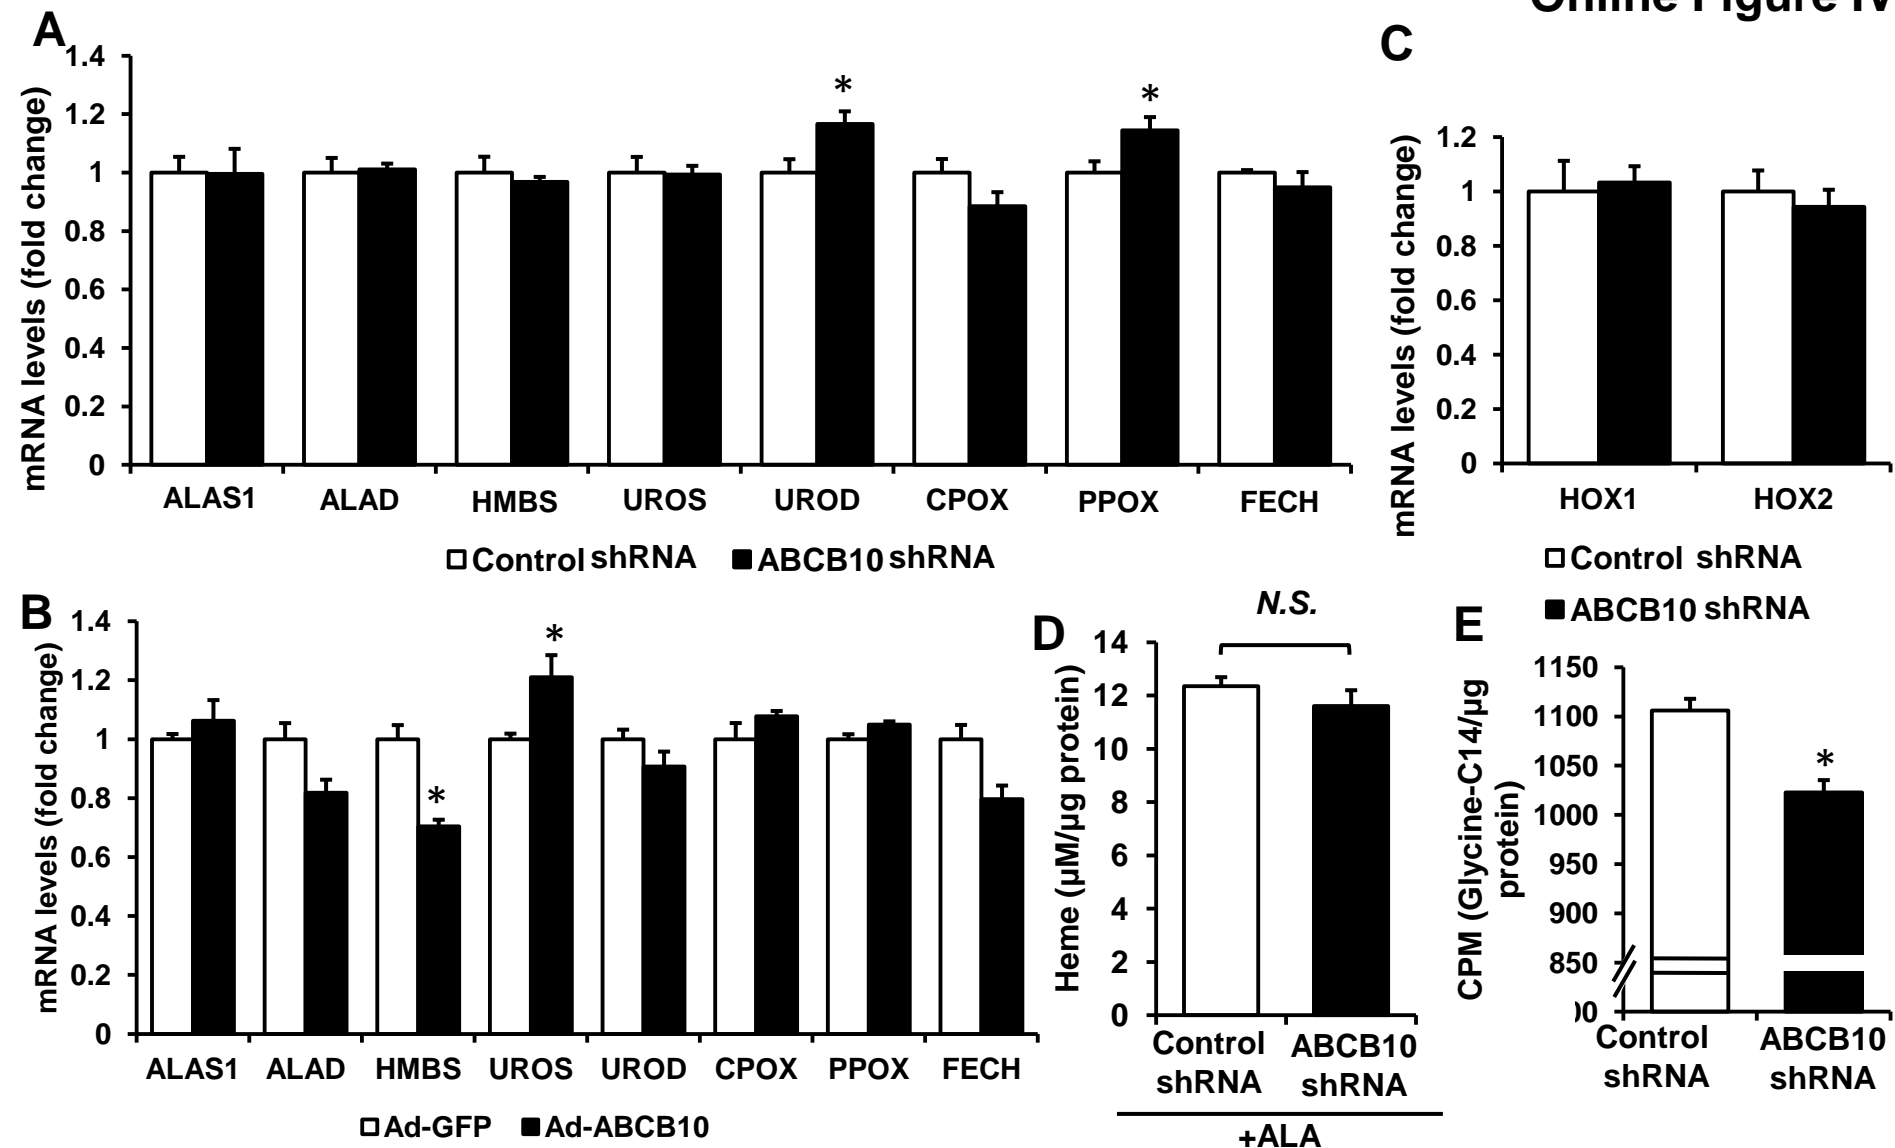 Online Figure IV
A
1.4
1.2
1
0.8
0.6
0.4
0.2
0
mRNA levels (fold change)
*
*
ALAS1 ALAD HMBS UROS UROD CPOX PPOX FECH
Control shRNA ABCB10 shRNA
C
1.2
1
0.8
0.6
0.4
0.2
0
mRNA levels (fold change)
HOX1 HOX2
Control shRNA
ABCB10 shRNA
B
1.4
1.2
1
0.8
0.6
0.4
0.2
0
mRNA levels (fold change)
*
*
ALAS1 ALAD HMBS UROS UROD CPOX PPOX FECH
Ad-GFP Ad-ABCB10
D
N.S.
14
12
10
8
6
4
2
0
Heme (µM/µg protein)
Control
shRNA
ABCB10
shRNA
+ALA
E
1150
1100
1050
1000
950
900
850
CPM (Glycine-C14/µg
protein)
*
Control
shRNA
ABCB10
shRNA